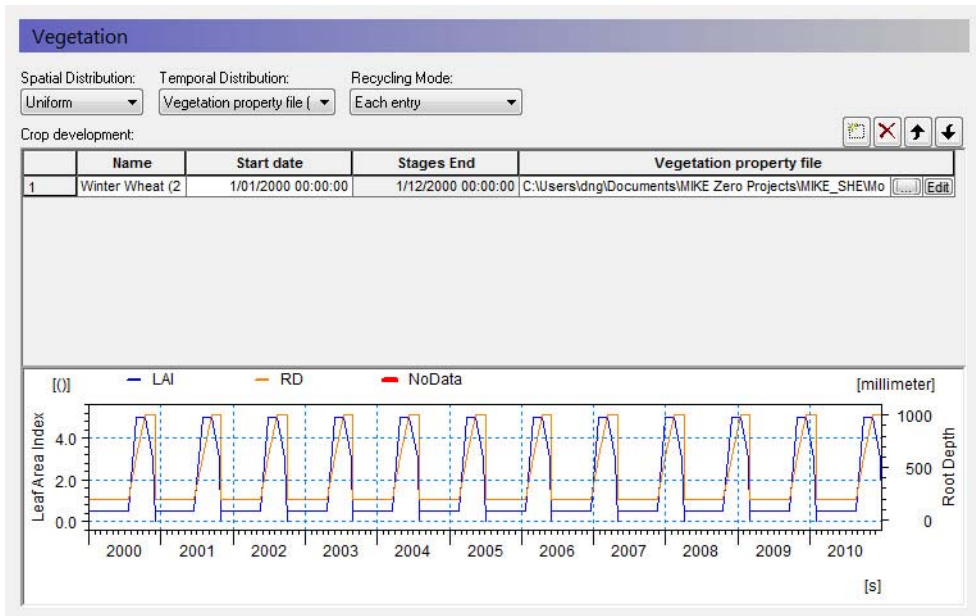 Vegetation
Spatial Distribution: Temporal Distribution: Recycling Mode:
Uniform Vegetation property file ( Each entry
Crop development:
Name Start date Stages End Vegetation property file
1 Winter Wheat (2 1/01/2000 00:00:00 1/12/2000 00:00:00 C:\Users\dng\Documents\MIKE Zero Projects\MIKE_SHE\Mo [...] Edit
[()] LAI RD NoData [millimeter]
Leaf Area Index
4.0
2.0
0.0
1000
500
0
Root Depth
2000 2001 2002 2003 2004 2005 2006 2007 2008 2009 2010
[s]